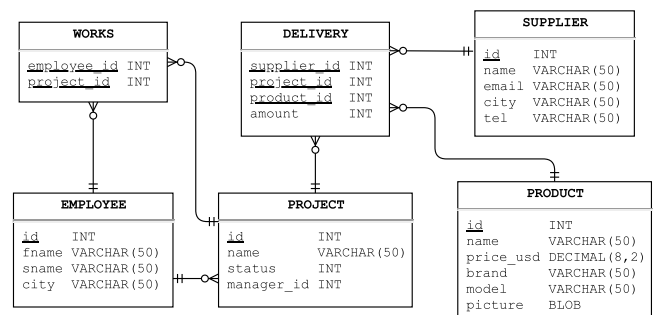 WORKS
employee_id INT
project_id INT
DELIVERY
supplier_id INT
project_id INT
product_id INT
amount INT
SUPPLIER
id INT
name VARCHAR(50)
email VARCHAR(50)
city VARCHAR(50)
tel VARCHAR(50)
EMPLOYEE
id INT
fname VARCHAR(50)
sname VARCHAR(50)
city VARCHAR(50)
PROJECT
id INT
name VARCHAR(50)
status INT
manager_id INT
PRODUCT
id INT
name VARCHAR(50)
price_usd DECIMAL(8,2)
brand VARCHAR(50)
model VARCHAR(50)
picture BLOB